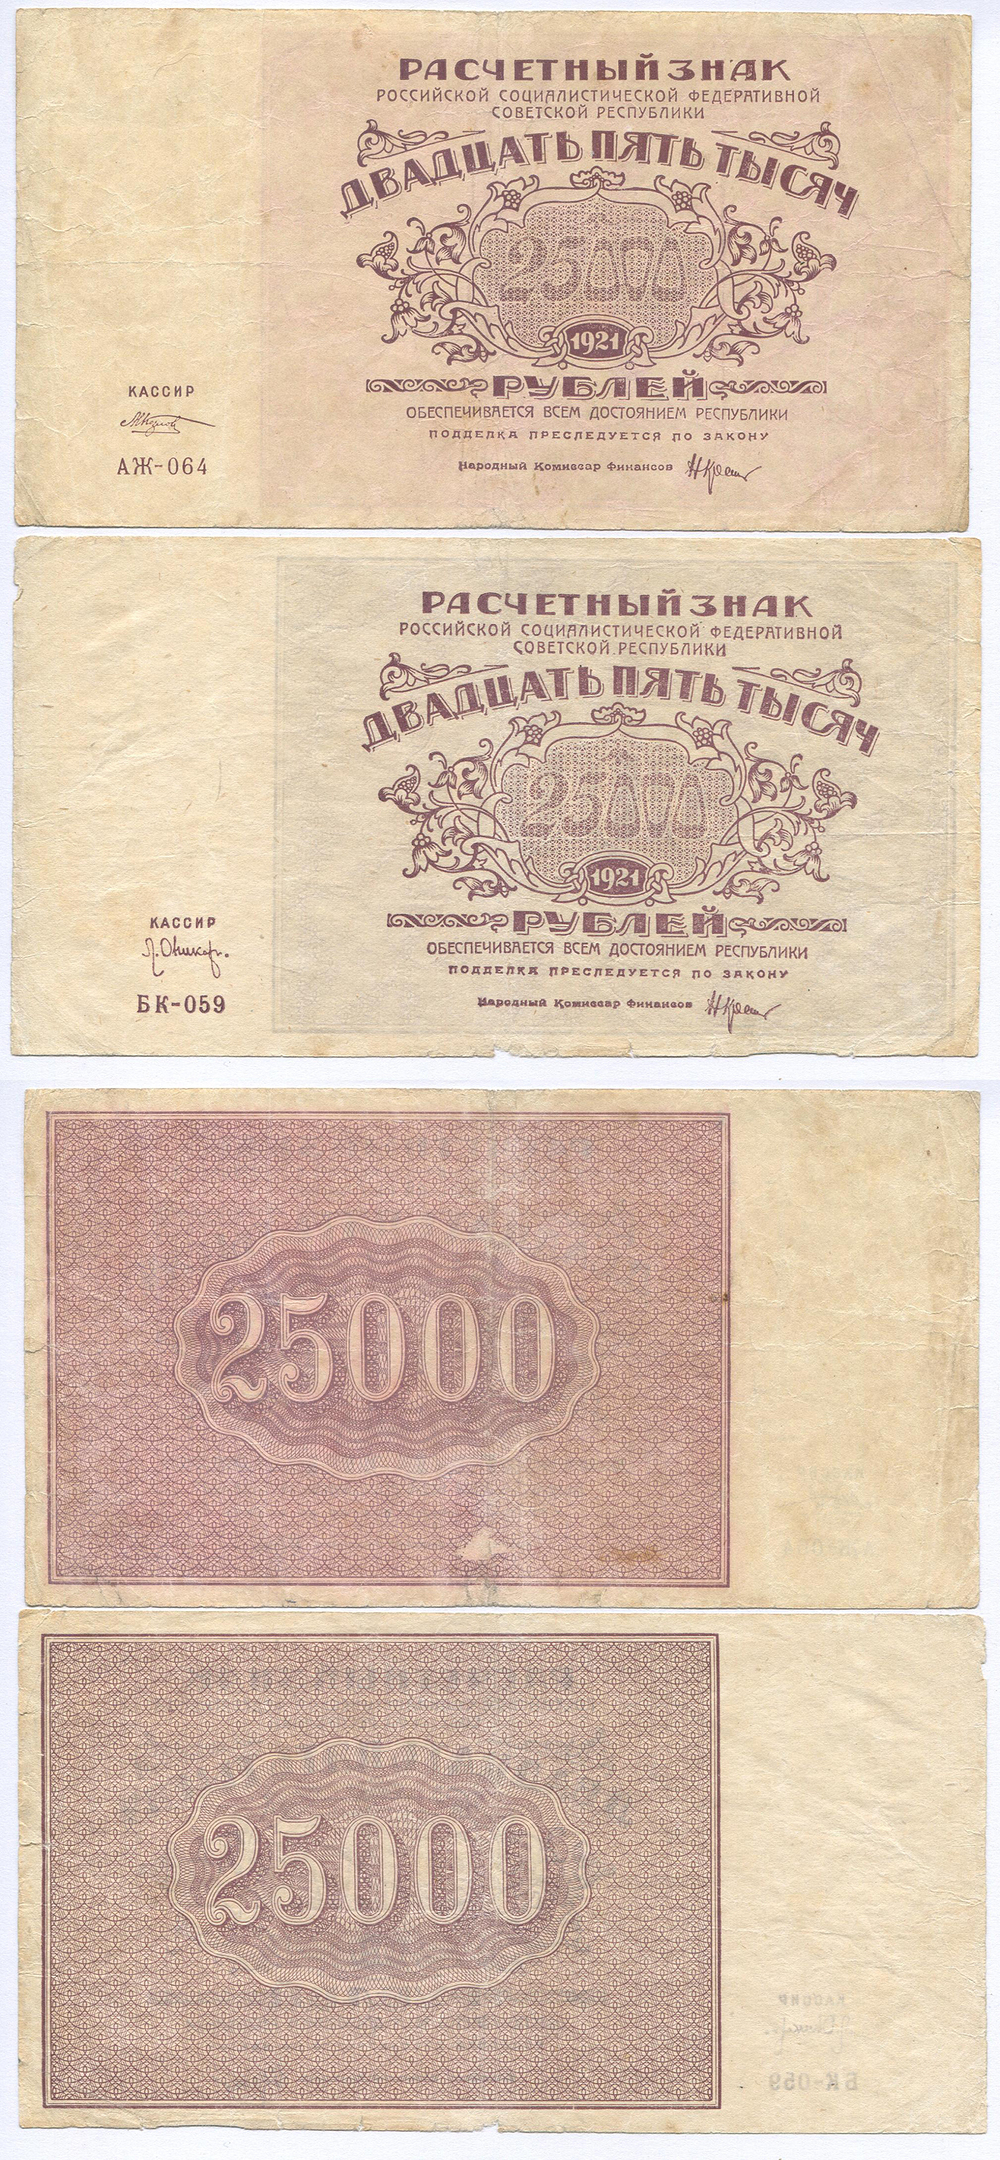 РАСЧЕТНЫЙ ЗНАК
РОССИЙСКОЙ СОЦИАЛИСТИЧЕСКОЙ ФЕДЕРАТИВНОЙ
СОВЕТСКОЙ РЕСПУБЛИКИ
ДВАДЦАТЬ ПЯТЬ ТЫСЯЧ
25000
1921
РУБЛЕЙ
ОБЕСПЕЧИВАЕТСЯ ВСЕМ ДОСТОЯНИЕМ РЕСПУБЛИКИ
ПОДДЕЛКА ПРЕСЛЕДУЕТСЯ ПО ЗАКОНУ
Народный Комиссар Финансов
КАССИР
АЖ-064
РАСЧЕТНЫЙ ЗНАК
РОССИЙСКОЙ СОЦИАЛИСТИЧЕСКОЙ ФЕДЕРАТИВНОЙ
СОВЕТСКОЙ РЕСПУБЛИКИ
ДВАДЦАТЬ ПЯТЬ ТЫСЯЧ
25000
1921
РУБЛЕЙ
ОБЕСПЕЧИВАЕТСЯ ВСЕМ ДОСТОЯНИЕМ РЕСПУБЛИКИ
ПОДДЕЛКА ПРЕСЛЕДУЕТСЯ ПО ЗАКОНУ
Народный Комиссар Финансов
КАССИР
БК-059
25000
25000